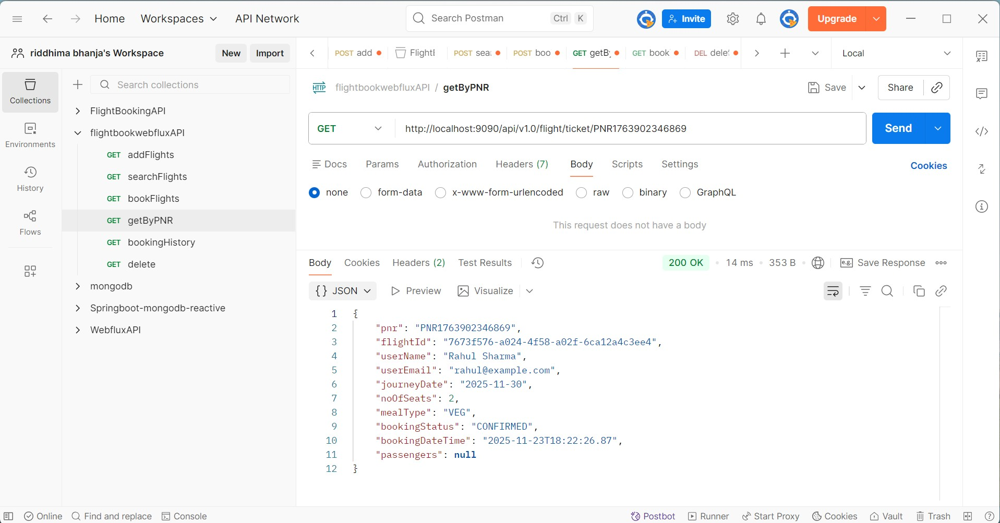 Home Workspaces API Network Search Postman Ctrl K Invite Upgrade
riddhima bhanja's Workspace New Import
POST add FlightE POST sea POST boo GET getBy GET book DEL dele Local
Collections
Environments
History
Flows
Search collections
FlightBookingAPI
flightbookwebfluxAPI
GET addFlights
GET searchFlights
GET bookFlights
GET getByPNR
GET bookingHistory
GET delete
mongodb
Springboot-mongodb-reactive
WebfluxAPI
HTTP flightbookwebfluxAPI / getByPNR Save Share
GET http://localhost:9090/api/v1.0/flight/ticket/PNR1763902346869 Send
Docs Params Authorization Headers (7) Body Scripts Settings Cookies
none form-data x-www-form-urlencoded raw binary GraphQL
This request does not have a body
Body Cookies Headers (2) Test Results 200 OK • 14 ms • 353 B • e.g. Save Response
{} JSON Preview Visualize
1 {
2 "pnr": "PNR1763902346869",
3 "flightId": "7673f576-a024-4f58-a02f-6ca12a4c3ee4",
4 "userName": "Rahul Sharma",
5 "userEmail": "rahul@example.com",
6 "journeyDate": "2025-11-30",
7 "noOfSeats": 2,
8 "mealType": "VEG",
9 "bookingStatus": "CONFIRMED",
10 "bookingDateTime": "2025-11-23T18:22:26.87",
11 "passengers": null
12 }
Online Find and replace Console Postbot Runner Start Proxy Cookies Vault Trash